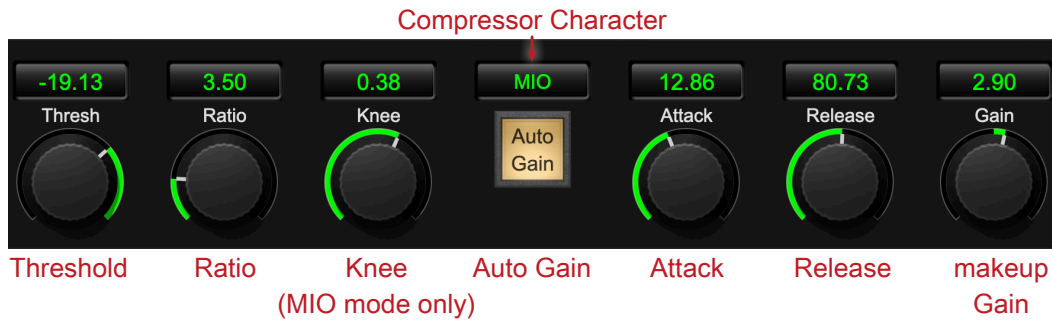 Compressor Character
-19.13 3.50 0.38 MIO 12.86 80.73 2.90
Thresh Ratio Knee Attack Release Gain
Auto
Gain
Threshold Ratio Knee Auto Gain Attack Release makeup
(MIO mode only) Gain